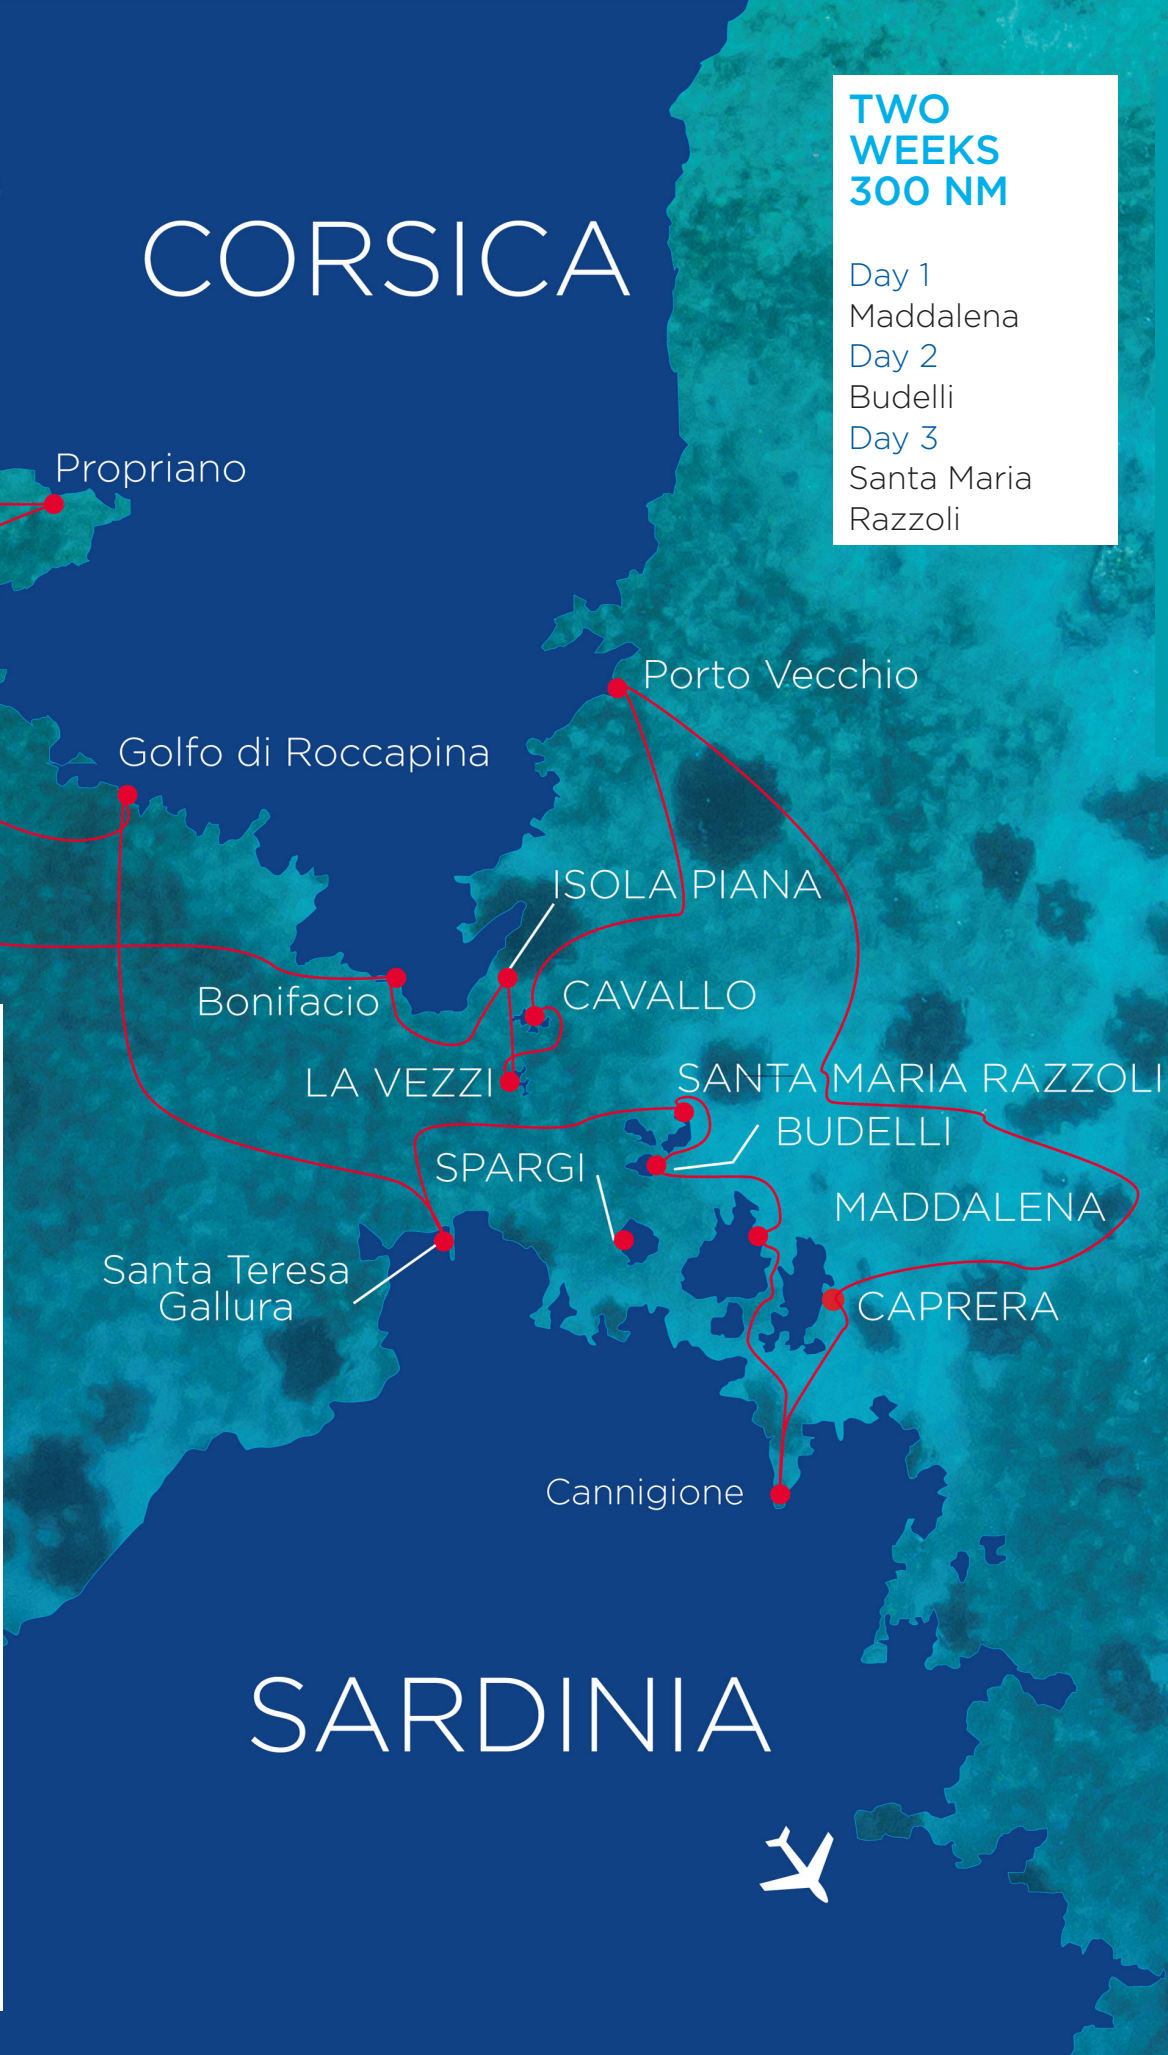 TWO
WEEKS
300 NM
Day 1
Maddalena
Day 2
Budelli
Day 3
Santa Maria
Razzoli
CORSICA
Propriano
Porto Vecchio
Golfo di Roccapina
ISOLA PIANA
CAVALLO
Bonifacio
LA VEZZI
SANTA MARIA RAZZOLI
BUDELLI
SPARGI
MADDALENA
Santa Teresa
Gallura
CAPRERA
Cannigione
SARDINIA